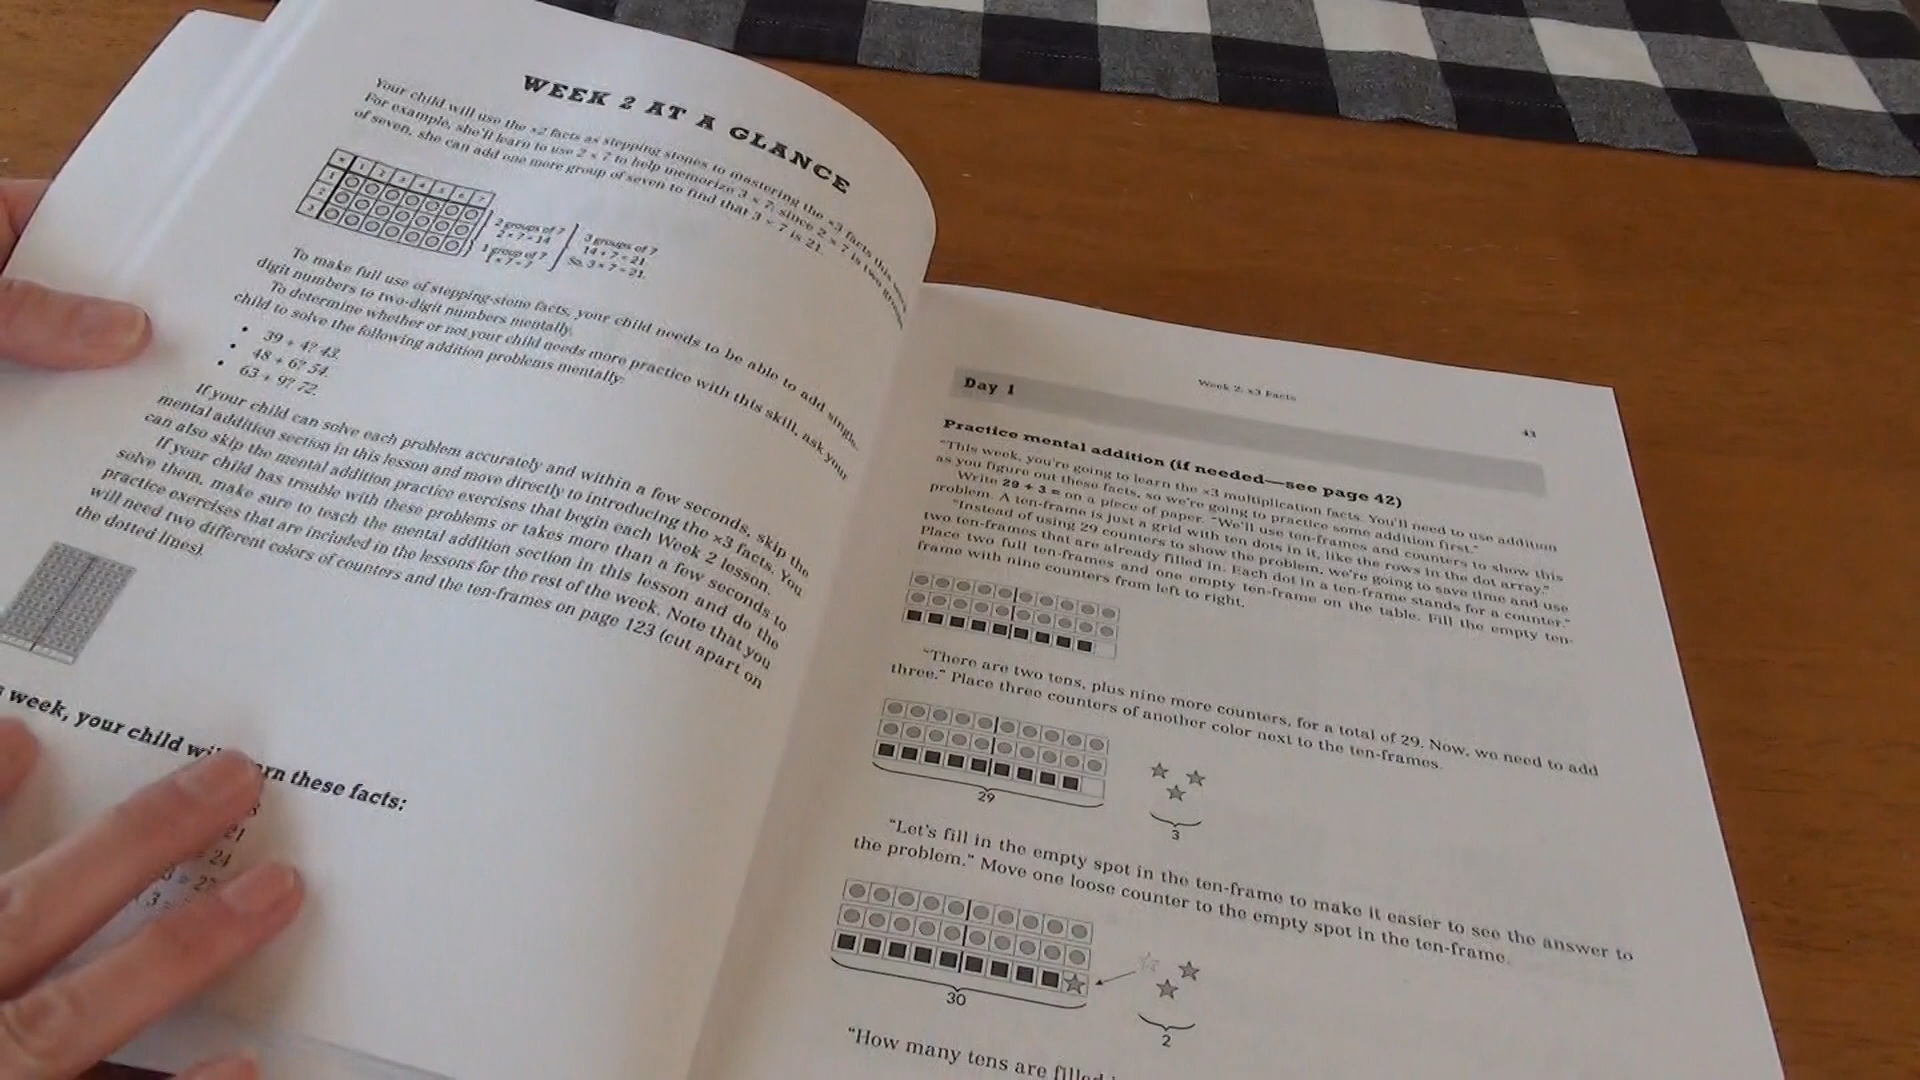 WEEK 2 AT A GLANCE
Your child will use the ×2 facts as stepping stones to mastering the ×3 facts this week.
For example, she'll learn to use 2 × 7 to help memorize 3 × 7: since 2 × 7 is two groups
of seven, she can add one more group of seven to find that 3 × 7 is 21.
× 1 2 3 4 5 6 7
1
2
3
2 groups of 7
2 × 7 = 14
1 group of 7
1 × 7 = 7
3 groups of 7
14 + 7 = 21
So, 3 × 7 = 21.
To make full use of stepping-stone facts, your child needs to be able to add single-
digit numbers to two-digit numbers mentally.
To determine whether or not your child needs more practice with this skill, ask your
child to solve the following addition problems mentally:
• 39 + 4? 43.
• 48 + 6? 54.
• 63 + 9? 72.
If your child can solve each problem accurately and within a few seconds, skip the
mental addition section in this lesson and move directly to introducing the ×3 facts. You
can also skip the mental addition practice exercises that begin each Week 2 lesson.
If your child has trouble with these problems or takes more than a few seconds to
solve them, make sure to teach the mental addition section in this lesson and do the
practice exercises that are included in the lessons for the rest of the week. Note that you
will need two different colors of counters and the ten-frames on page 123 (cut apart on
the dotted lines).
week, your child will learn these facts:
21
= 24
3 = 27
3 =
Week 2: ×3 Facts
43
Day 1
Practice mental addition (if needed—see page 42)
"This week, you're going to learn the ×3 multiplication facts. You'll need to use addition
as you figure out these facts, so we're going to practice some addition first."
Write 29 + 3 = on a piece of paper. "We'll use ten-frames and counters to show this
problem. A ten-frame is just a grid with ten dots in it, like the rows in the dot array."
"Instead of using 29 counters to show the problem, we're going to save time and use
two ten-frames that are already filled in. Each dot in a ten-frame stands for a counter."
Place two full ten-frames and one empty ten-frame on the table. Fill the empty ten-
frame with nine counters from left to right.
"There are two tens, plus nine more counters, for a total of 29. Now, we need to add
three." Place three counters of another color next to the ten-frames.
29
3
"Let's fill in the empty spot in the ten-frame to make it easier to see the answer to
the problem." Move one loose counter to the empty spot in the ten-frame.
30
2
"How many tens are filled